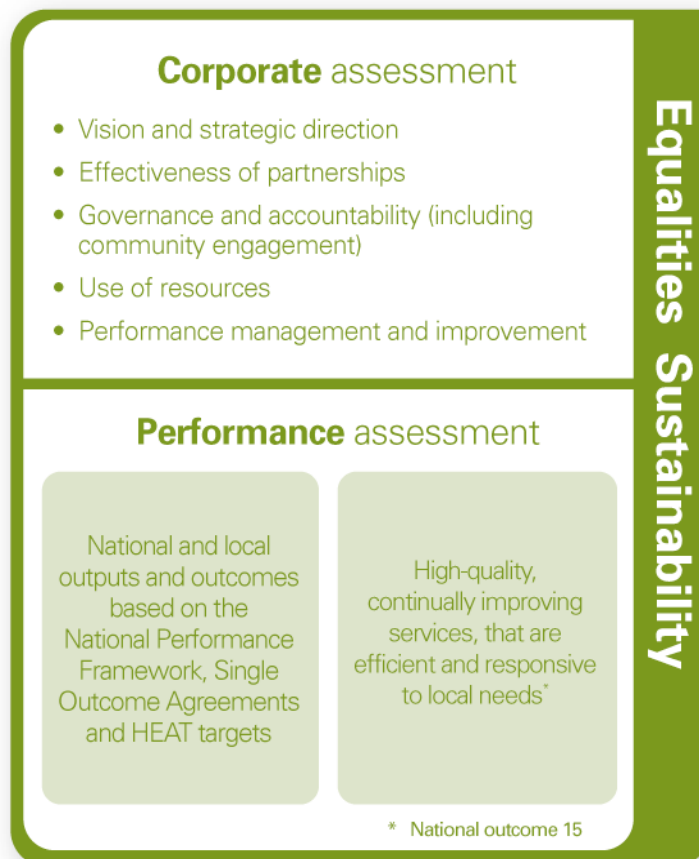 Corporate assessment
• Vision and strategic direction
• Effectiveness of partnerships
• Governance and accountability (including
community engagement)
• Use of resources
• Performance management and improvement
Performance assessment
National and local
outputs and outcomes
based on the
National Performance
Framework, Single
Outcome Agreements
and HEAT targets
High-quality,
continually improving
services, that are
efficient and responsive
to local needs*
* National outcome 15
Equalities Sustainability